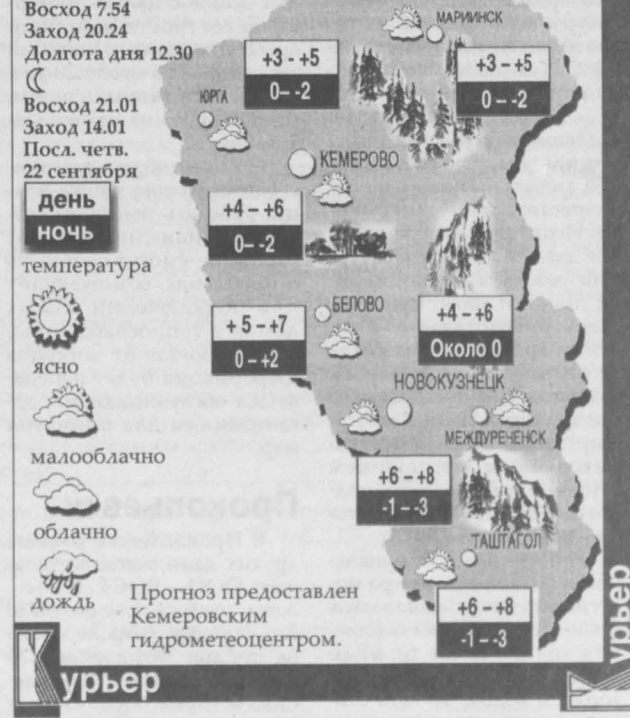 Восход 7.54
Заход 20.24
Долгота дня 12.30
Восход 21.01
Заход 14.01
Посл. четв.
22 сентября
день
ночь
температура
ясно
малооблачно
облачно
дождь
МАРИИНСК
+3 - +5
0- -2
+3 - +5
0- -2
ЮРГА
КЕМЕРОВО
+4 - +6
0- -2
БЕЛОВО
+ 5 - +7
0 - +2
+4 - +6
Около 0
НОВОКУЗНЕЦК
МЕЖДУРЕЧЕНСК
+6 - +8
-1 - -3
ТАШТАГОЛ
+6 - +8
-1 - -3
Прогноз предоставлен
Кемеровским
гидрометеоцентром.
Курьер
урьер